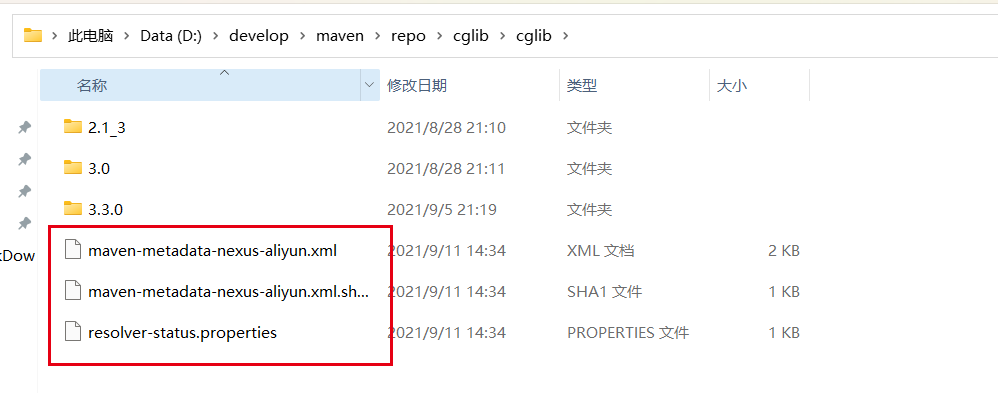 此电脑 > Data (D:) > develop > maven > repo > cglib > cglib >
名称 修改日期 类型 大小
2.1_3 2021/8/28 21:10 文件夹
3.0 2021/8/28 21:11 文件夹
3.3.0 2021/9/5 21:19 文件夹
maven-metadata-nexus-aliyun.xml 2021/9/11 14:34 XML 文档 2 KB
kDow
maven-metadata-nexus-aliyun.xml.sh... 2021/9/11 14:34 SHA1 文件 1 KB
resolver-status.properties 2021/9/11 14:34 PROPERTIES 文件 1 KB